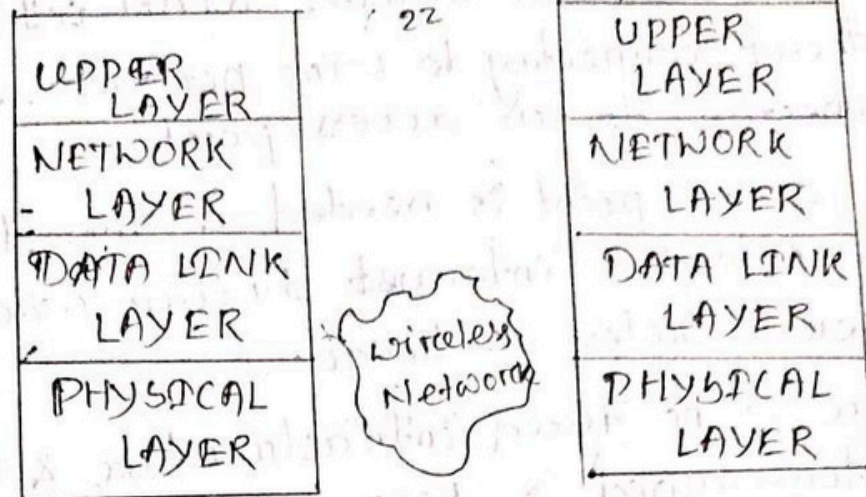 22
UPPER
LAYER
NETWORK
LAYER
DATA LINK
LAYER
PHYSICAL
LAYER
wireless
Network
UPPER
LAYER
NETWORK
LAYER
DATA LINK
LAYER
PHYSICAL
LAYER